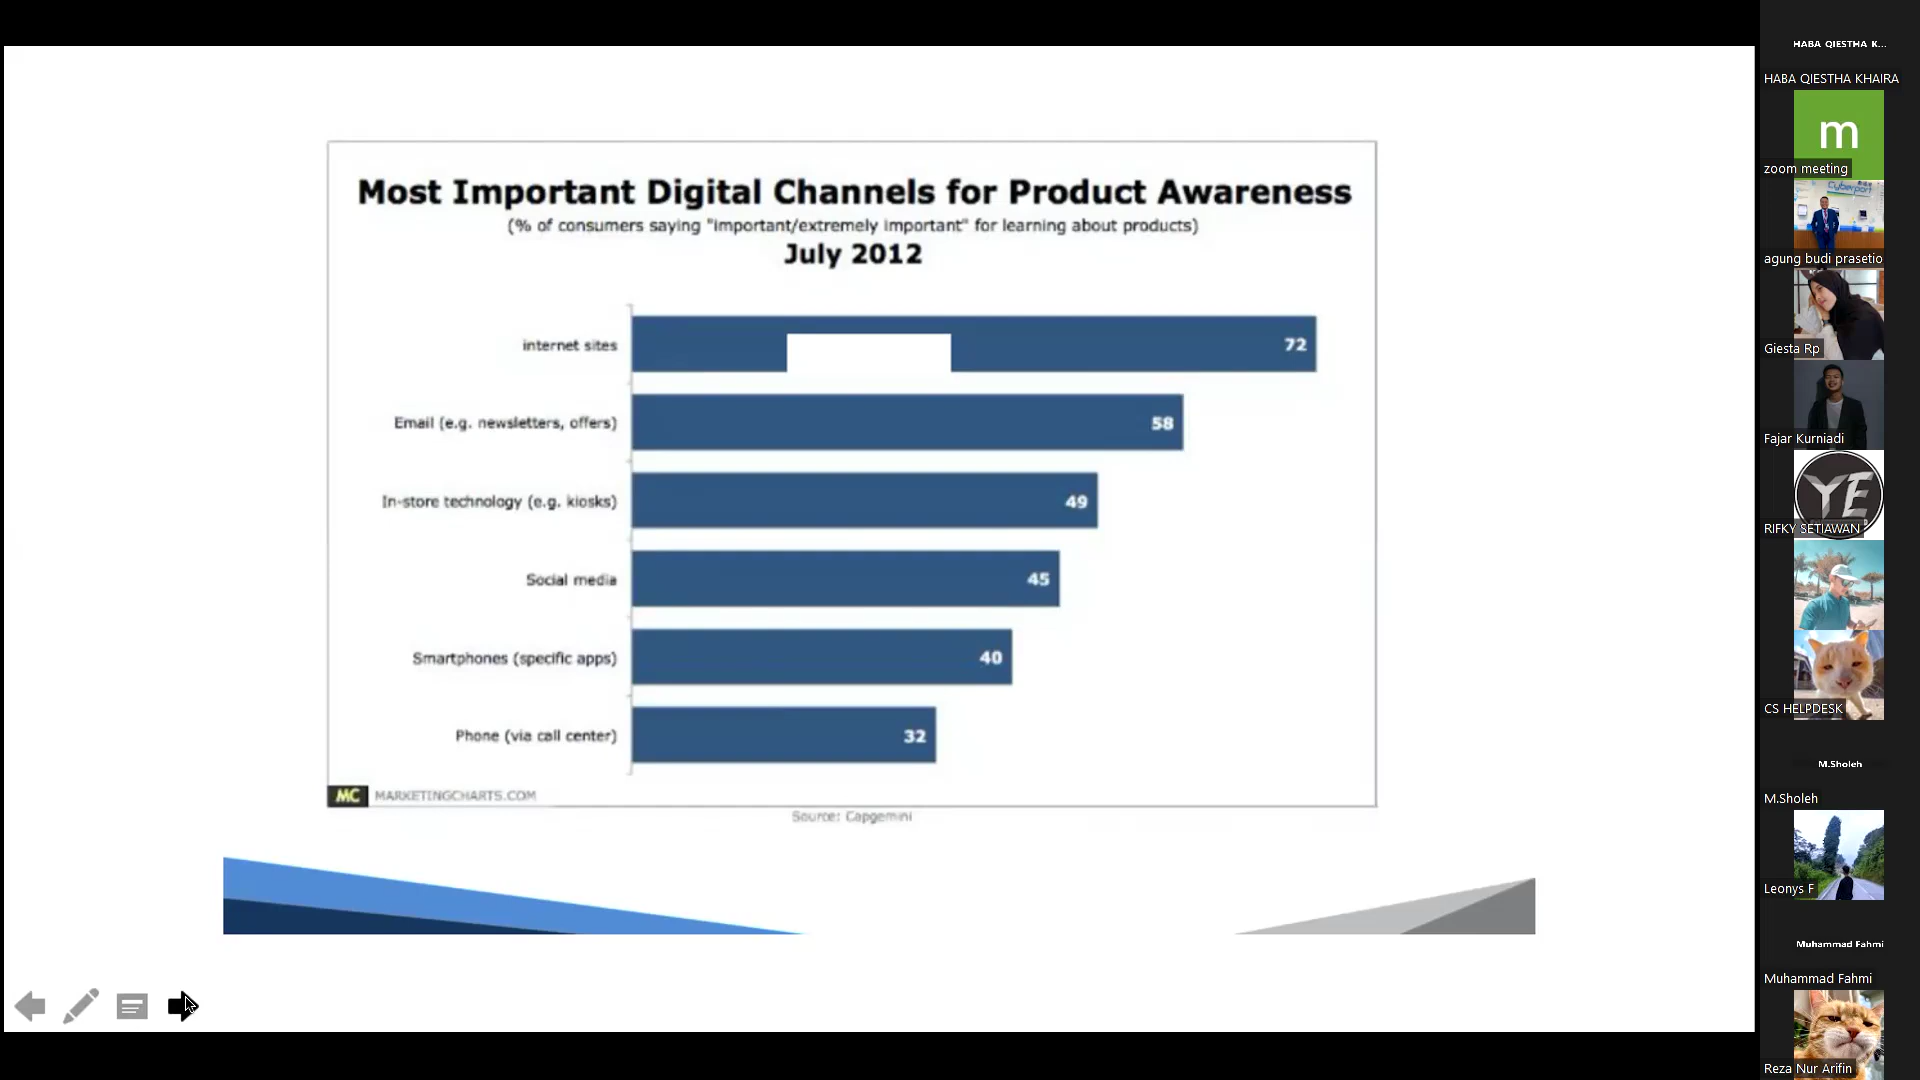 Most Important Digital Channels for Product Awareness
(% of consumers saying "important/extremely important" for learning about products)
July 2012
internet sites
72
Email (e.g. newsletters, offers)
58
In-store technology (e.g. kiosks)
49
Social media
45
Smartphones (specific apps)
40
Phone (via call center)
32
MC MARKETINGCHARTS.COM
Source: Capgemini
HABA QIESTHA K...
HABA QIESTHA KHAIRA
m
zoom meeting
Cyberport
agung budi prasetio
Giesta Rp
Fajar Kurniadi
YE
RIFKY SETIAWAN
CS HELPDESK
M.Sholeh
M.Sholeh
Leonys F
Muhammad Fahmi
Muhammad Fahmi
Reza Nur Arifin